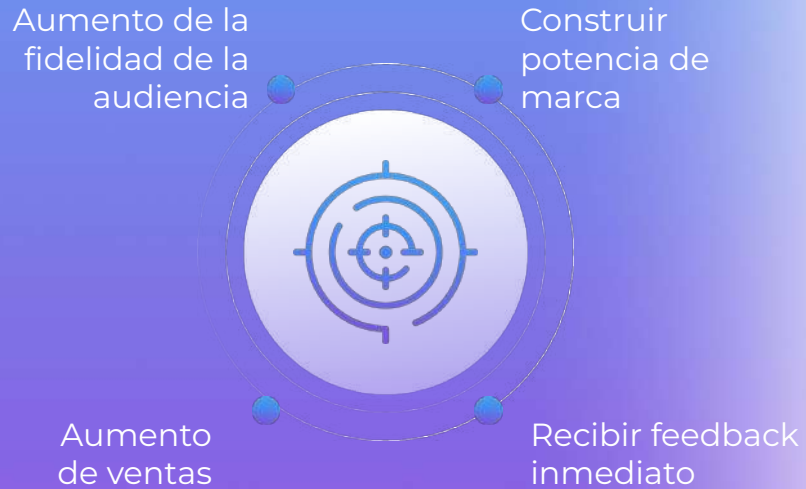 Aumento de la
fidelidad de la
audiencia
Construir
potencia de
marca
Aumento
de ventas
Recibir feedback
inmediato